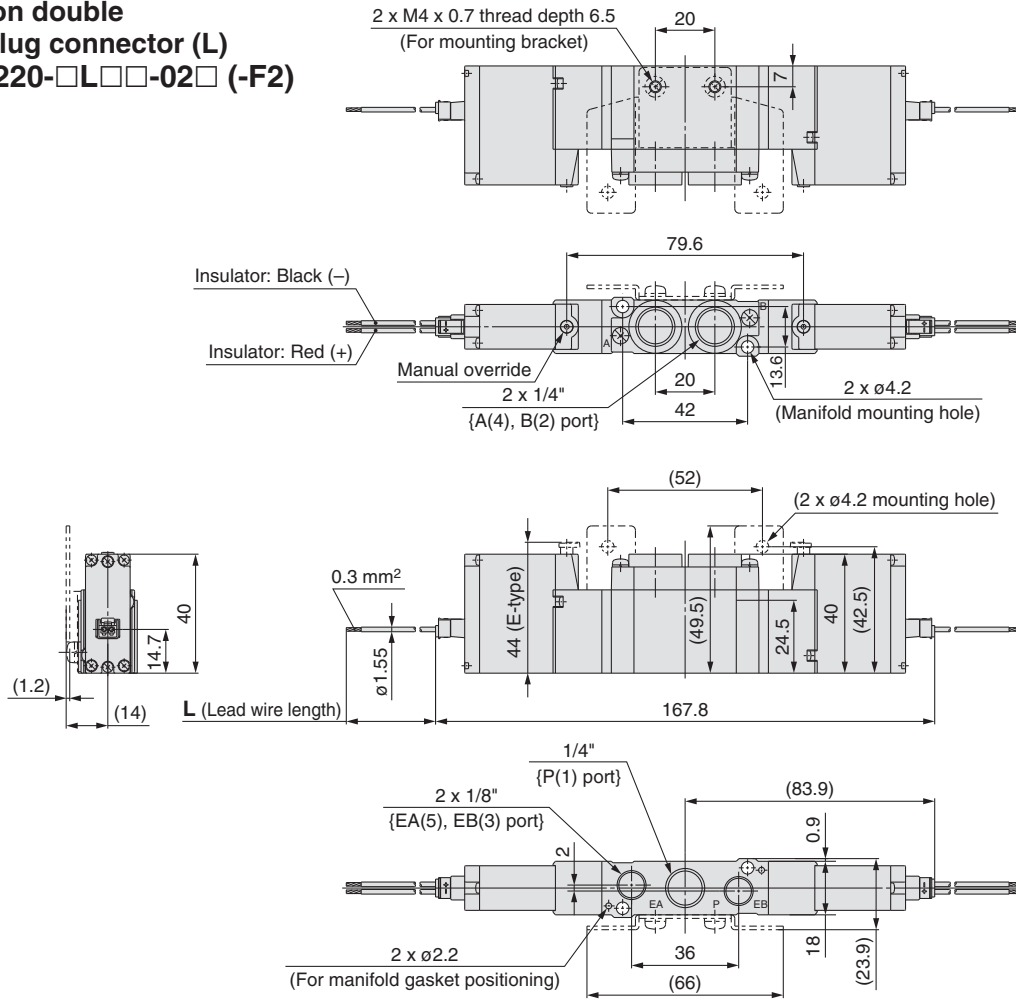 on double
lug connector (L)
220-□L□□-02□ (-F2)
2 x M4 x 0.7 thread depth 6.5
(For mounting bracket)
20
7
79.6
Insulator: Black (–)
Insulator: Red (+)
Manual override
A
B
2 x 1/4"
{A(4), B(2) port}
20
42
13.6
2 x ø4.2
(Manifold mounting hole)
(52)
(2 x ø4.2 mounting hole)
0.3 mm²
ø1.55
44 (E-type)
(49.5)
24.5
40
(42.5)
40
14.7
(1.2)
(14)
L (Lead wire length)
167.8
1/4"
{P(1) port}
2 x 1/8"
{EA(5), EB(3) port}
(83.9)
0.9
2
EA
P
EB
2 x ø2.2
(For manifold gasket positioning)
36
(66)
18
(23.9)